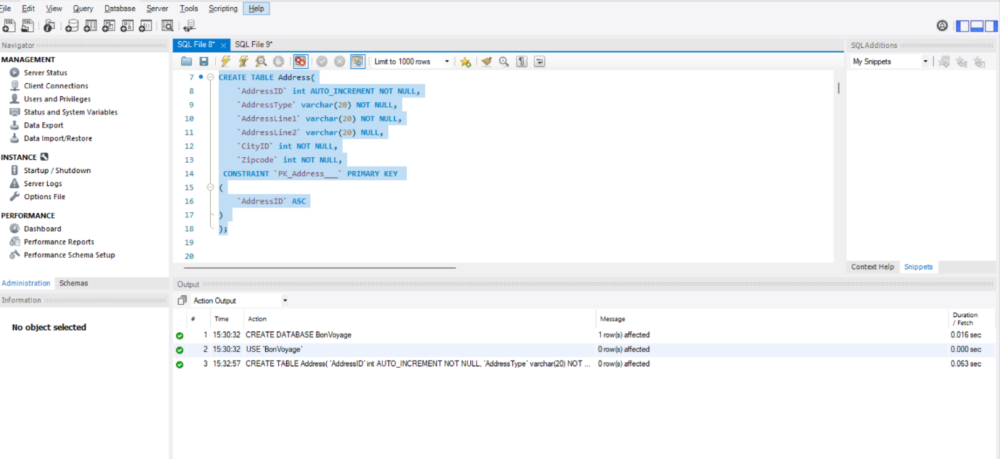 File Edit View Query Database Server Tools Scripting Help
Navigator
MANAGEMENT
Server Status
Client Connections
Users and Privileges
Status and System Variables
Data Export
Data Import/Restore
INSTANCE
Startup / Shutdown
Server Logs
Options File
PERFORMANCE
Dashboard
Performance Reports
Performance Schema Setup
Administration Schemas
Information
No object selected
SQL File 8* SQL File 9*
Limit to 1000 rows
7 CREATE TABLE Address(
8 `AddressID` int AUTO_INCREMENT NOT NULL,
9 `AddressType` varchar(20) NOT NULL,
10 `AddressLine1` varchar(20) NOT NULL,
11 `AddressLine2` varchar(20) NULL,
12 `CityID` int NOT NULL,
13 `Zipcode` int NOT NULL,
14 CONSTRAINT `PK_Address___` PRIMARY KEY
15 (
16 `AddressID` ASC
17 )
18 );
19
20
SQLAdditions
My Snippets
Context Help Snippets
Output
Action Output
# Time Action Message Duration / Fetch
1 15:30:32 CREATE DATABASE BonVoyage 1 row(s) affected 0.016 sec
2 15:30:32 USE `BonVoyage` 0 row(s) affected 0.000 sec
3 15:32:57 CREATE TABLE Address( `AddressID` int AUTO_INCREMENT NOT NULL, `AddressType` varchar(20) NOT ... 0 row(s) affected 0.063 sec